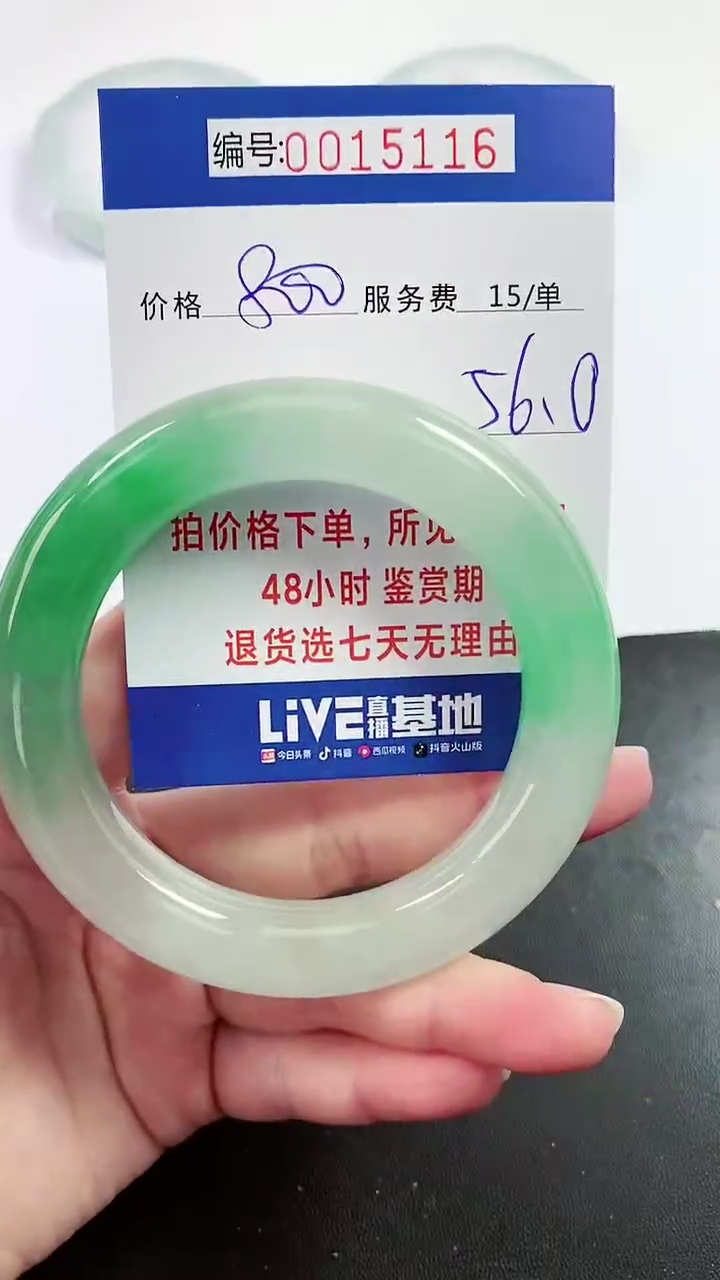 编号:0015116
价格 800 服务费 15/单
56.0
拍价格下单,所见
48小时 鉴赏期
退货选七天无理由
LiVE直播基地
今日头条 抖音 西瓜视频 抖音火山版